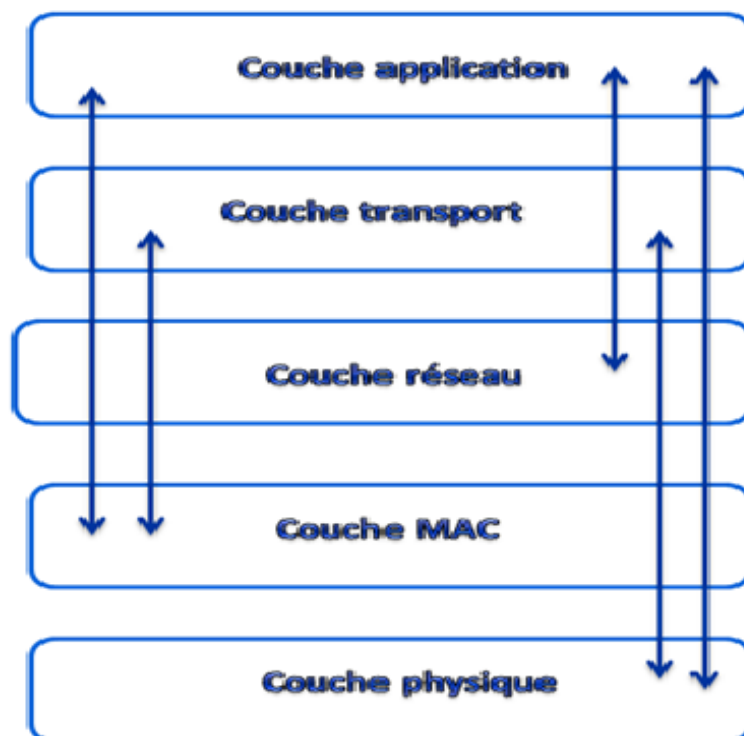 Couche application
Couche transport
Couche réseau
Couche MAC
Couche physique